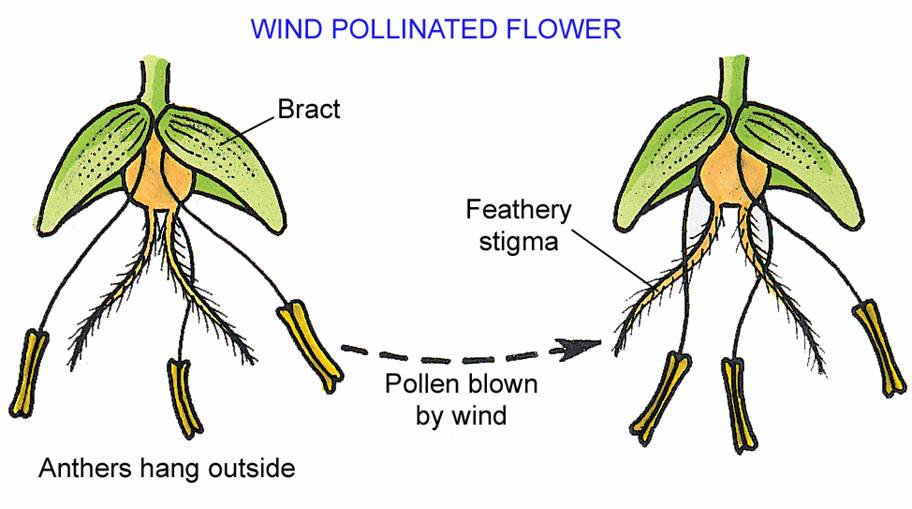 WIND POLLINATED FLOWER
Bract
Feathery
stigma
Pollen blown
by wind
Anthers hang outside